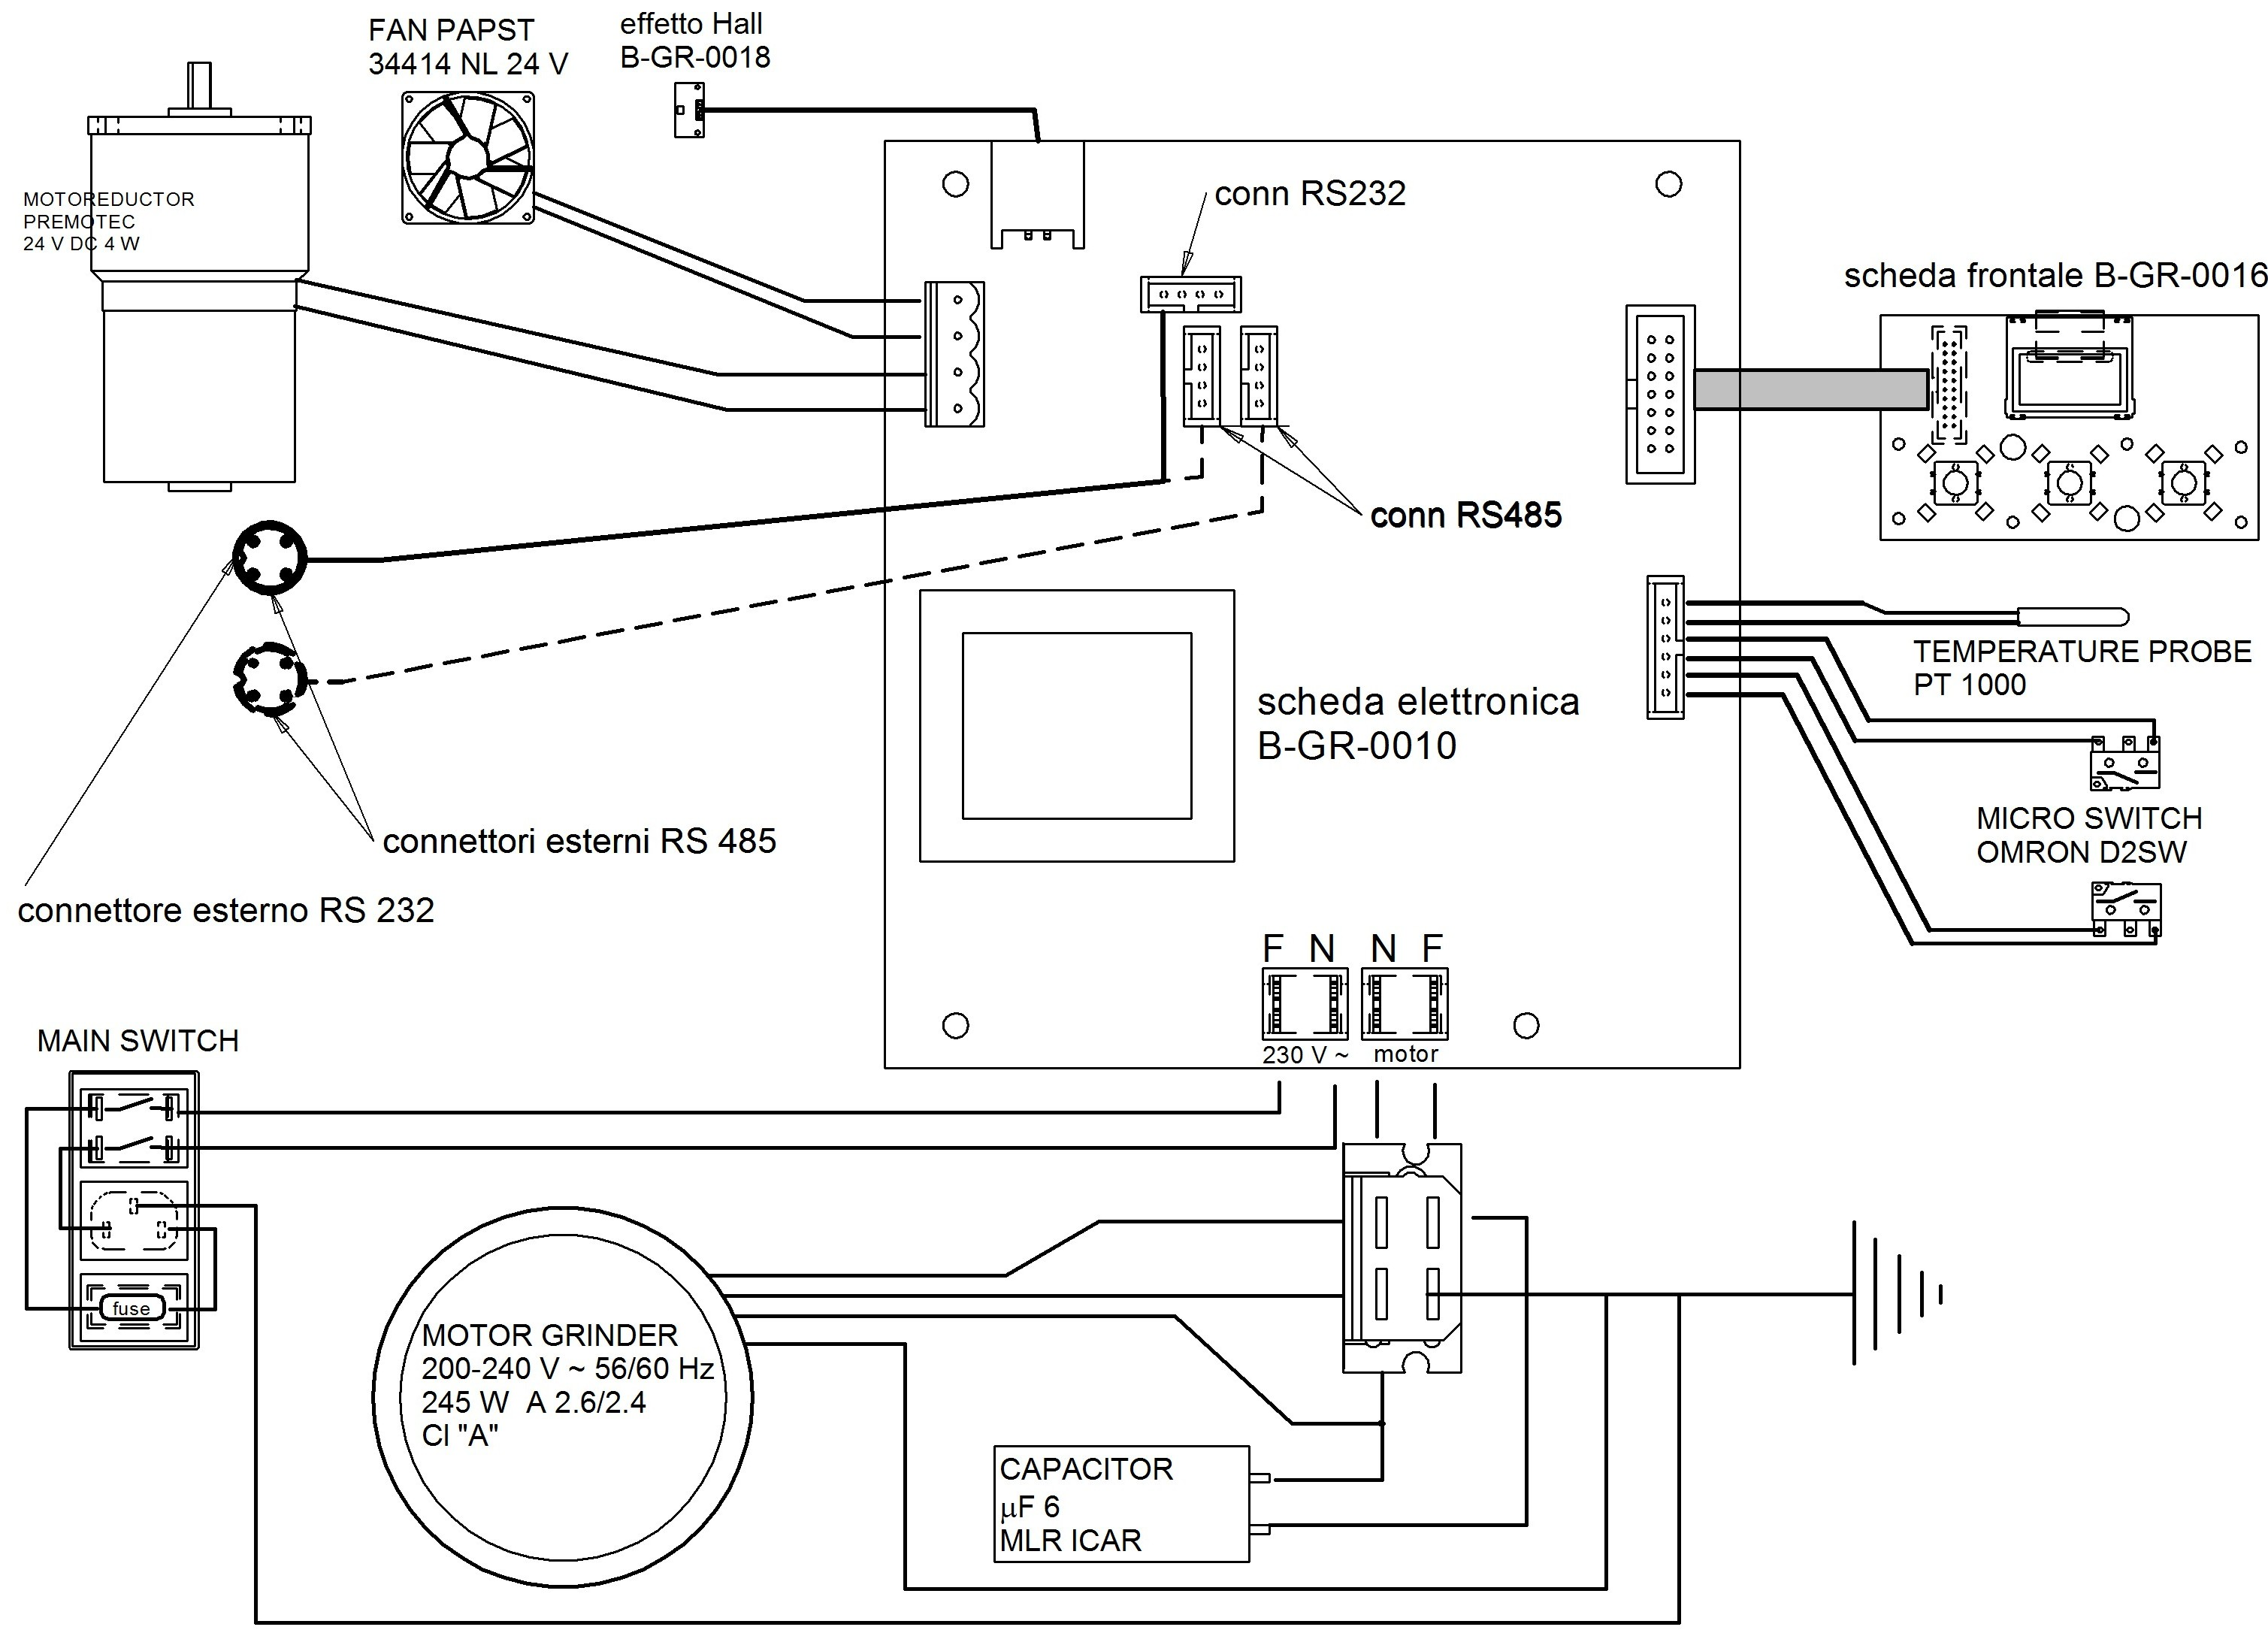 FAN PAPST
34414 NL 24 V
effetto Hall
B-GR-0018
MOTOREDUCTOR
PREMOTEC
24 V DC 4 W
conn RS232
scheda frontale B-GR-0016
conn RS485
TEMPERATURE PROBE
PT 1000
scheda elettronica
B-GR-0010
MICRO SWITCH
OMRON D2SW
connettori esterni RS 485
connettore esterno RS 232
F N N F
230 V ~ motor
MAIN SWITCH
fuse
MOTOR GRINDER
200-240 V ~ 56/60 Hz
245 W A 2.6/2.4
Cl "A"
CAPACITOR
µF 6
MLR ICAR